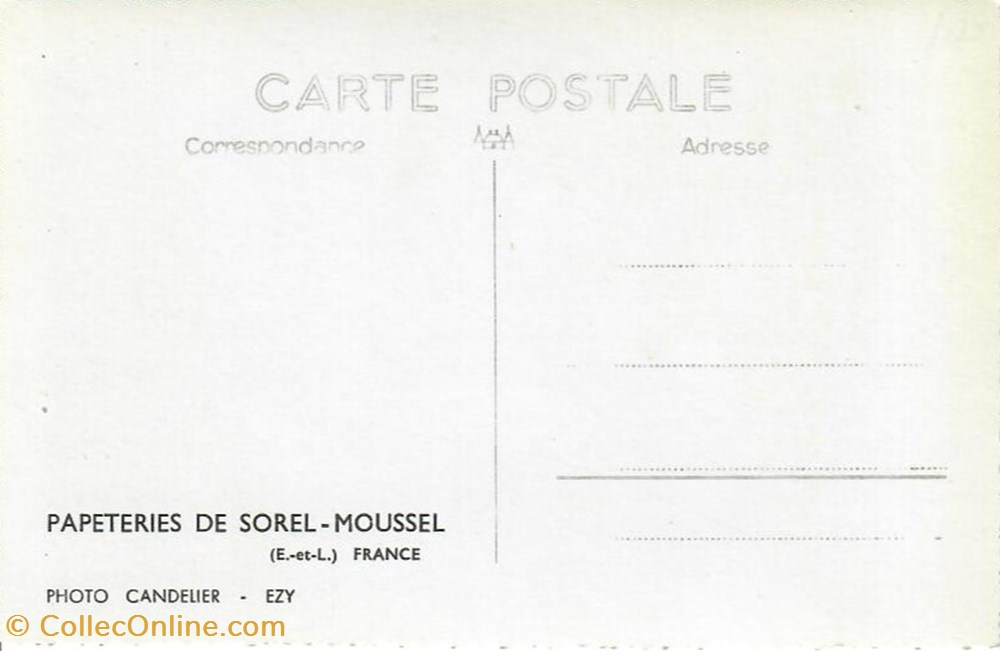 CARTE POSTALE
Correspondance
Adresse
PAPETERIES DE SOREL-MOUSSEL
(E.-et-L.) FRANCE
PHOTO CANDELIER - EZY
© CollecOnline.com